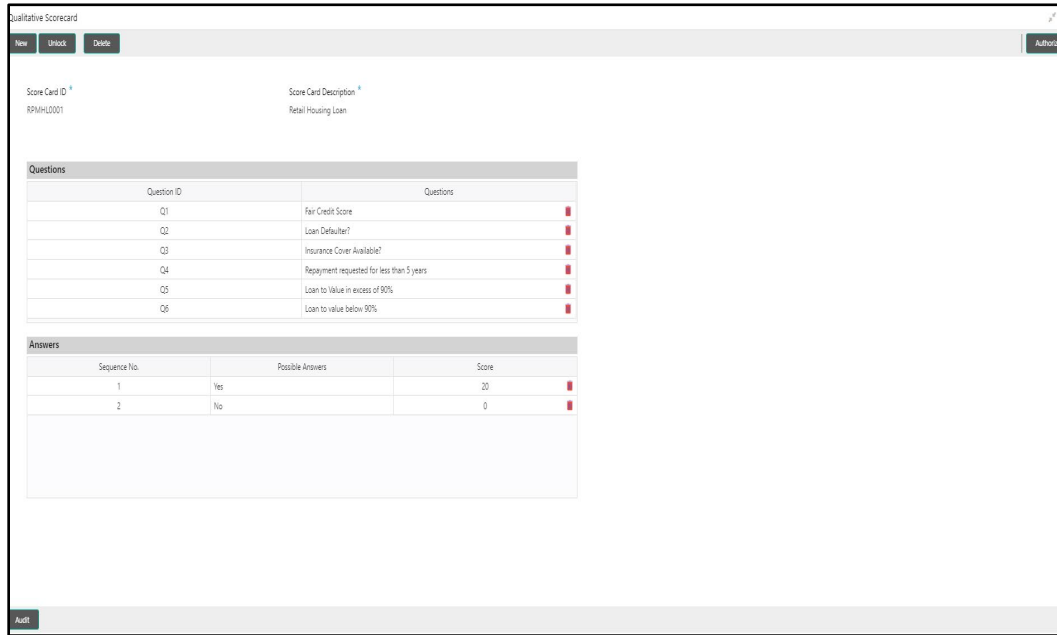 Qualitative Scorecard
New Unlock Delete Authoriz
Score Card ID * Score Card Description *
RPMHL0001 Retail Housing Loan
Questions
Question ID Questions
Q1 Fair Credit Score
Q2 Loan Defaulter?
Q3 Insurance Cover Available?
Q4 Repayment requested for less than 5 years
Q5 Loan to Value in excess of 90%
Q6 Loan to value below 90%
Answers
Sequence No. Possible Answers Score
1 Yes 20
2 No 0
Audit